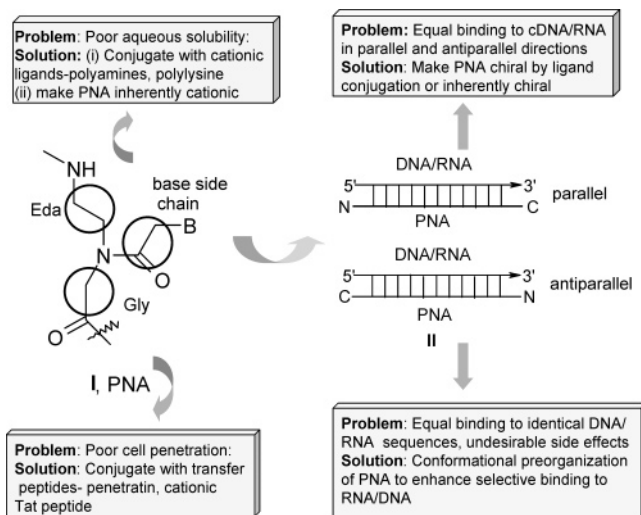 Problem: Poor aqueous solubility:
Solution: (i) Conjugate with cationic
ligands-polyamines, polylysine
(ii) make PNA inherently cationic
Problem: Equal binding to cDNA/RNA
in parallel and antiparallel directions
Solution: Make PNA chiral by ligand
conjugation or inherently chiral
NH
Eda
base side
chain
B
N
O
Gly
O
I, PNA
DNA/RNA
5' 3'
parallel
N C
PNA
DNA/RNA
5' 3'
antiparallel
C N
PNA
II
Problem: Poor cell penetration:
Solution: Conjugate with transfer
peptides- penetratin, cationic
Tat peptide
Problem: Equal binding to identical DNA/
RNA sequences, undesirable side effects
Solution: Conformational preorganization
of PNA to enhance selective binding to
RNA/DNA